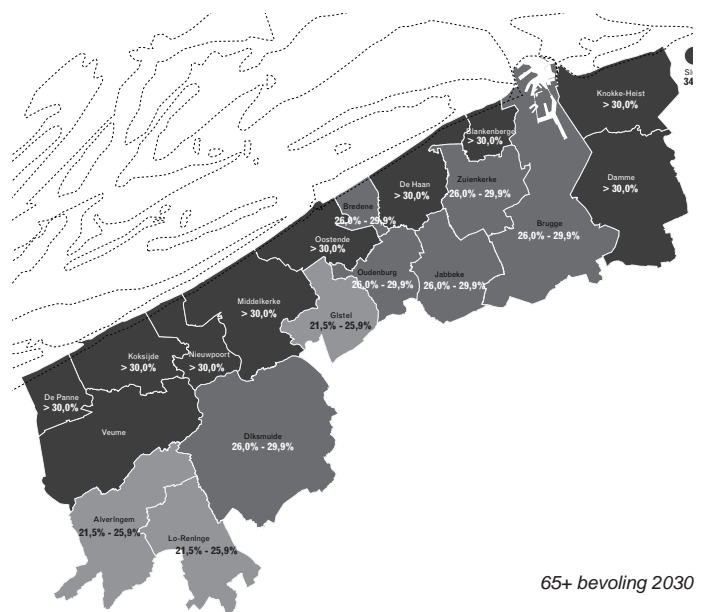 Slu
34
Knokke-Heist
> 30,0%
Blankenberge
> 30,0%
Damme
> 30,0%
De Haan
> 30,0%
Zuienkerke
26,0% - 29,9%
Bredene
26,0% - 29,9%
Brugge
26,0% - 29,9%
Oostende
> 30,0%
Oudenburg
26,0% - 29,9%
Jabbeke
26,0% - 29,9%
Middelkerke
> 30,0%
Gistel
21,5% - 25,9%
Koksijde
> 30,0%
Nieuwpoort
> 30,0%
De Panne
> 30,0%
Veurne
Diksmuide
26,0% - 29,9%
Alveringem
21,5% - 25,9%
Lo-Reninge
21,5% - 25,9%
65+ bevoling 2030